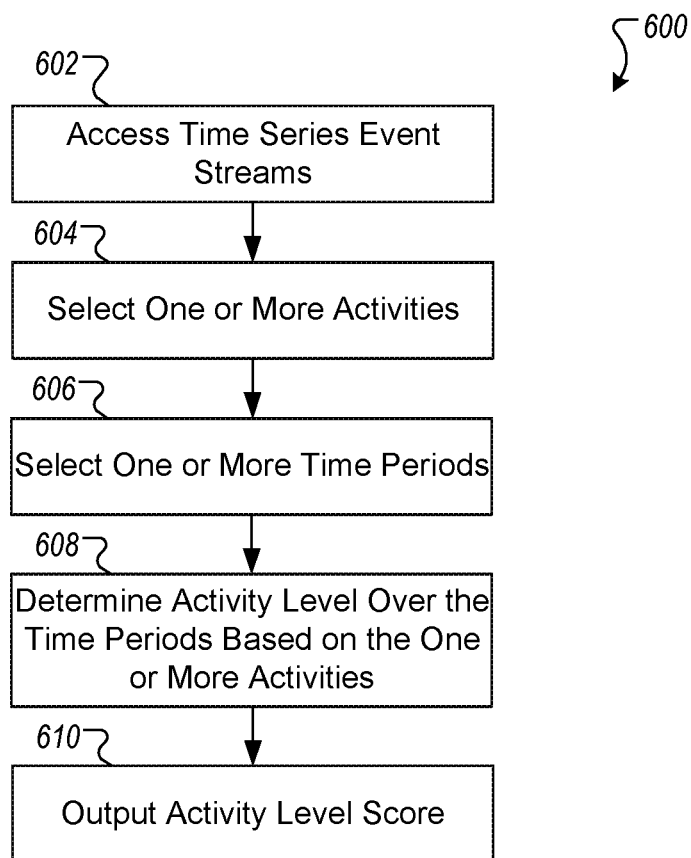 600
602
Access Time Series Event
Streams
604
Select One or More Activities
606
Select One or More Time Periods
608
Determine Activity Level Over the
Time Periods Based on the One
or More Activities
610
Output Activity Level Score